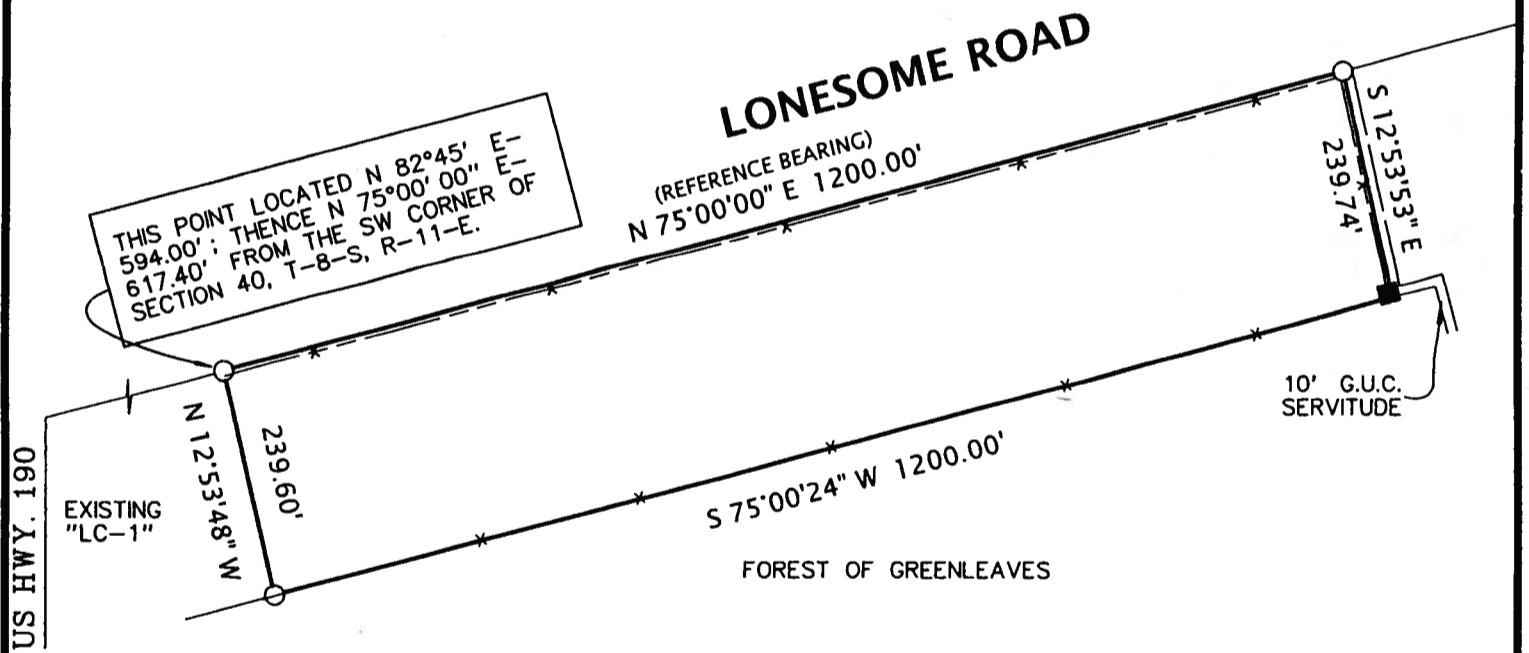 LONESOME ROAD
(REFERENCE BEARING)
N 75°00'00" E 1200.00'
THIS POINT LOCATED N 82°45' E–
594.00' ; THENCE N 75°00' 00" E–
617.40' FROM THE SW CORNER OF
SECTION 40, T–8–S, R–11–E.
S 12°53'53" E
239.74'
10' G.U.C.
SERVITUDE
N 12°53'48" W
239.60'
S 75°00'24" W 1200.00'
FOREST OF GREENLEAVES
EXISTING
"LC–1"
US HWY. 190